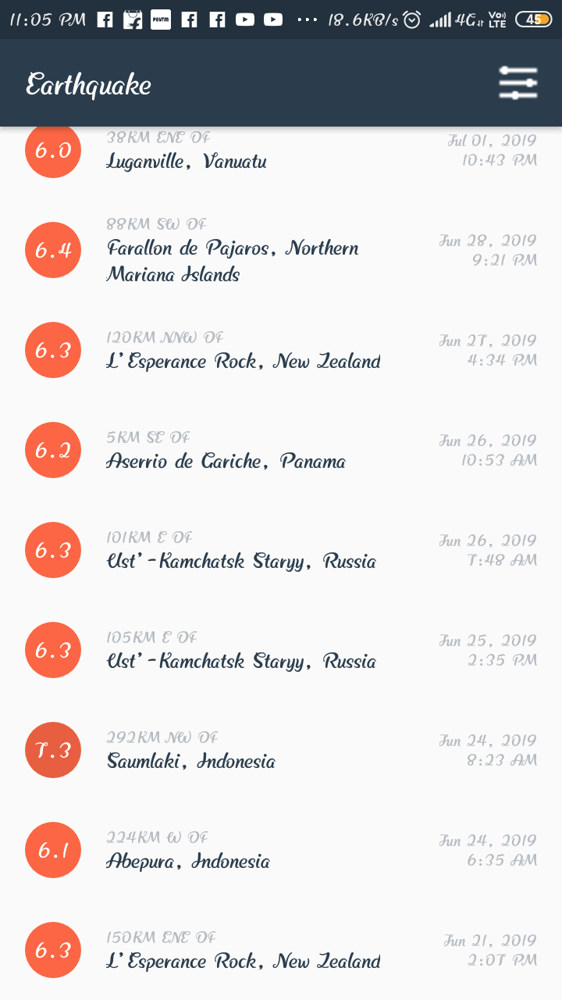 11:05 PM Paytm ... 18.6KB/s 4G VoLTE 45
Earthquake
6.0
38KM ENE OF
Luganville, Vanuatu
Jul 01, 2019
10:43 PM
6.4
88KM SW OF
Farallon de Pajaros, Northern
Mariana Islands
Jun 28, 2019
9:21 PM
6.3
120KM NNW OF
L'Esperance Rock, New Zealand
Jun 27, 2019
4:34 PM
6.2
5KM SE OF
Aserrio de Gariche, Panama
Jun 26, 2019
10:53 AM
6.3
101KM E OF
Ust'-Kamchatsk Staryy, Russia
Jun 26, 2019
7:48 AM
6.3
105KM E OF
Ust'-Kamchatsk Staryy, Russia
Jun 25, 2019
2:35 PM
7.3
292KM NW OF
Saumlaki, Indonesia
Jun 24, 2019
8:23 AM
6.1
224KM W OF
Abepura, Indonesia
Jun 24, 2019
6:35 AM
6.3
150KM ENE OF
L'Esperance Rock, New Zealand
Jun 21, 2019
2:07 PM